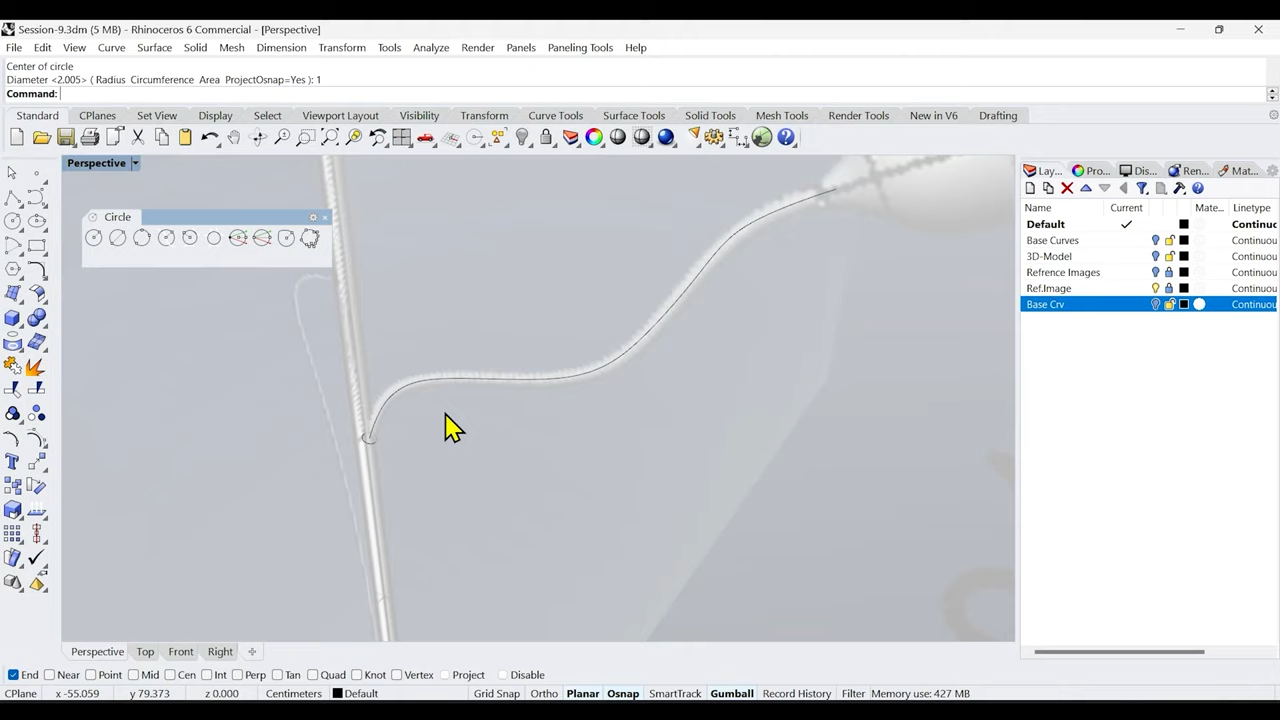 Session-9.3dm (5 MB) - Rhinoceros 6 Commercial - [Perspective]
File Edit View Curve Surface Solid Mesh Dimension Transform Tools Analyze Render Panels Paneling Tools Help
Center of circle
Diameter <2.005> ( Radius Circumference Area ProjectOsnap=Yes ): 1
Command:
Standard CPlanes Set View Display Select Viewport Layout Visibility Transform Curve Tools Surface Tools Solid Tools Mesh Tools Render Tools New in V6 Drafting
Perspective
Circle
Lay... Pro... Dis... Ren... Mat...
Name Current Mate... Linetype
Default Continuou
Base Curves Continuou
3D-Model Continuou
Refrence Images Continuou
Ref.Image Continuou
Base Crv Continuou
Perspective Top Front Right
End Near Point Mid Cen Int Perp Tan Quad Knot Vertex Project Disable
CPlane x -55.059 y 79.373 z 0.000 Centimeters Default Grid Snap Ortho Planar Osnap SmartTrack Gumball Record History Filter Memory use: 427 MB